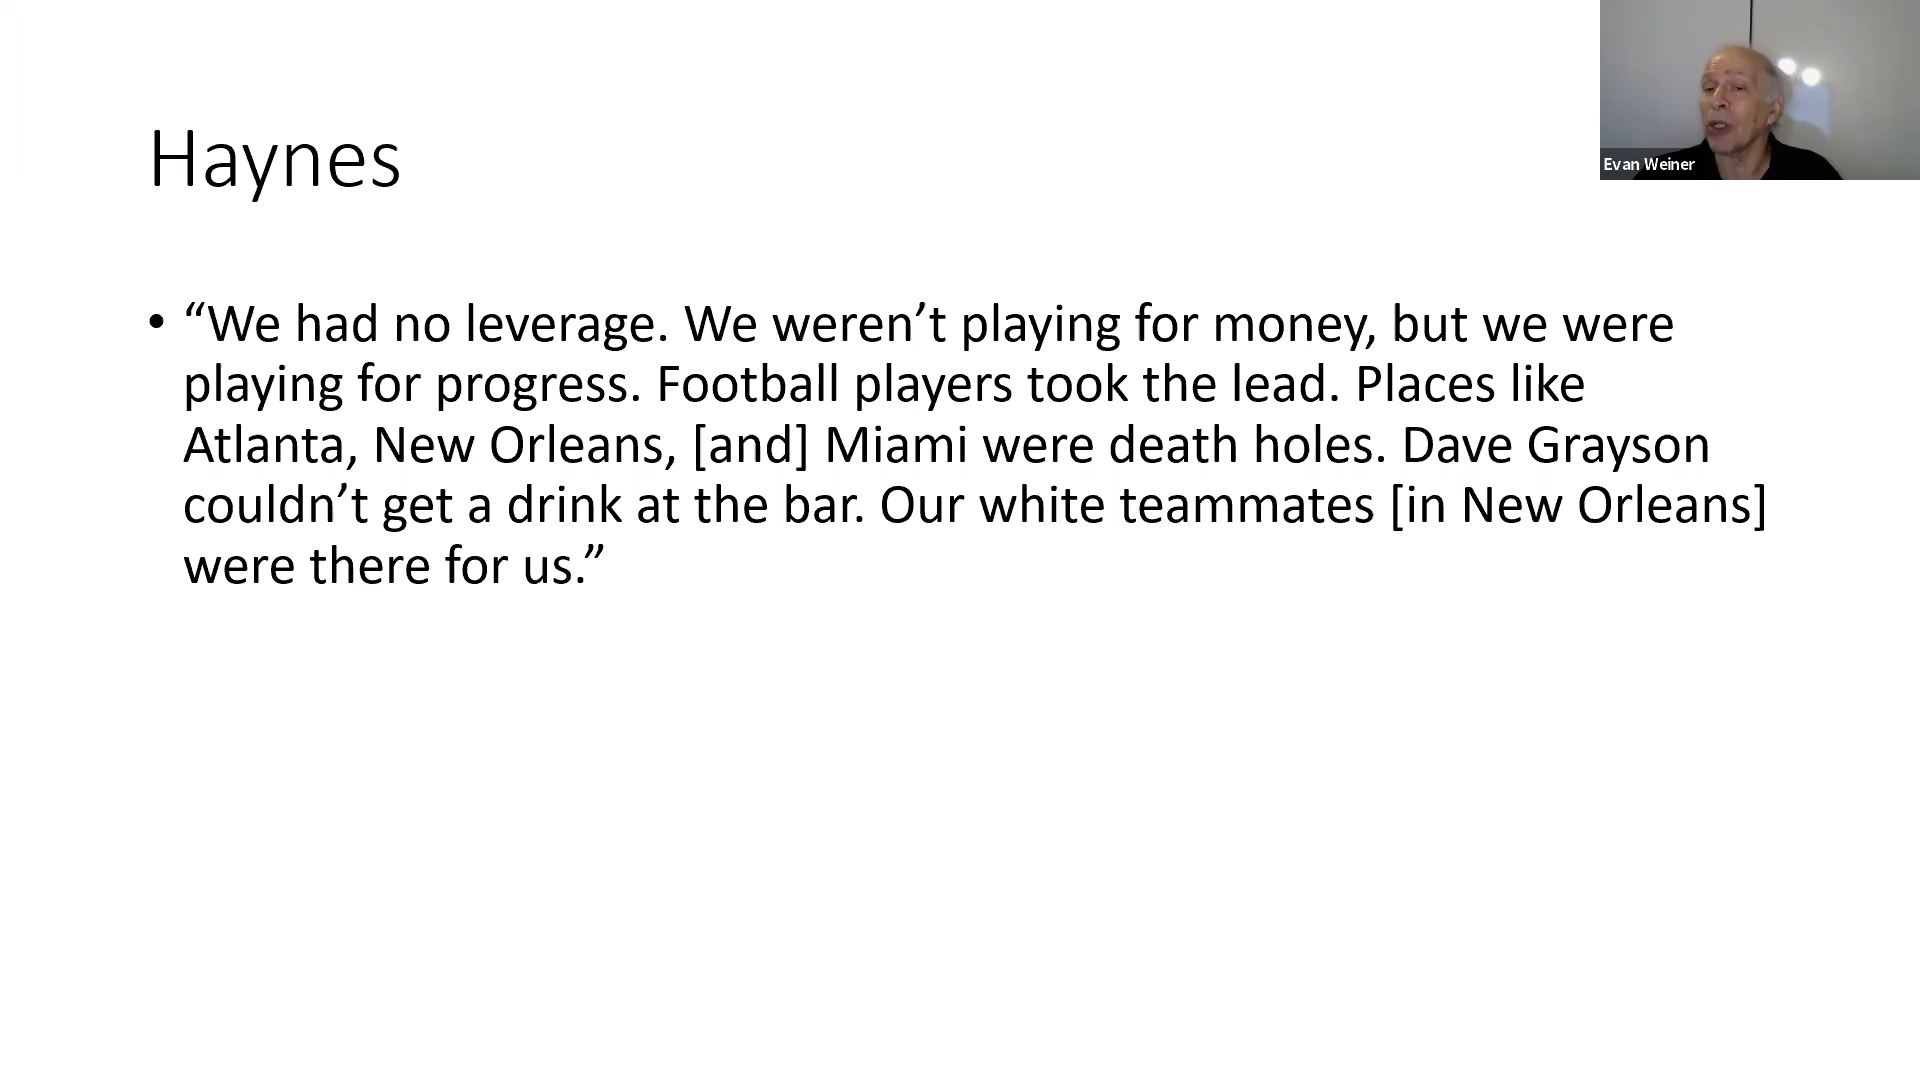 Haynes
Evan Weiner
• “We had no leverage. We weren’t playing for money, but we were
playing for progress. Football players took the lead. Places like
Atlanta, New Orleans, [and] Miami were death holes. Dave Grayson
couldn’t get a drink at the bar. Our white teammates [in New Orleans]
were there for us.”